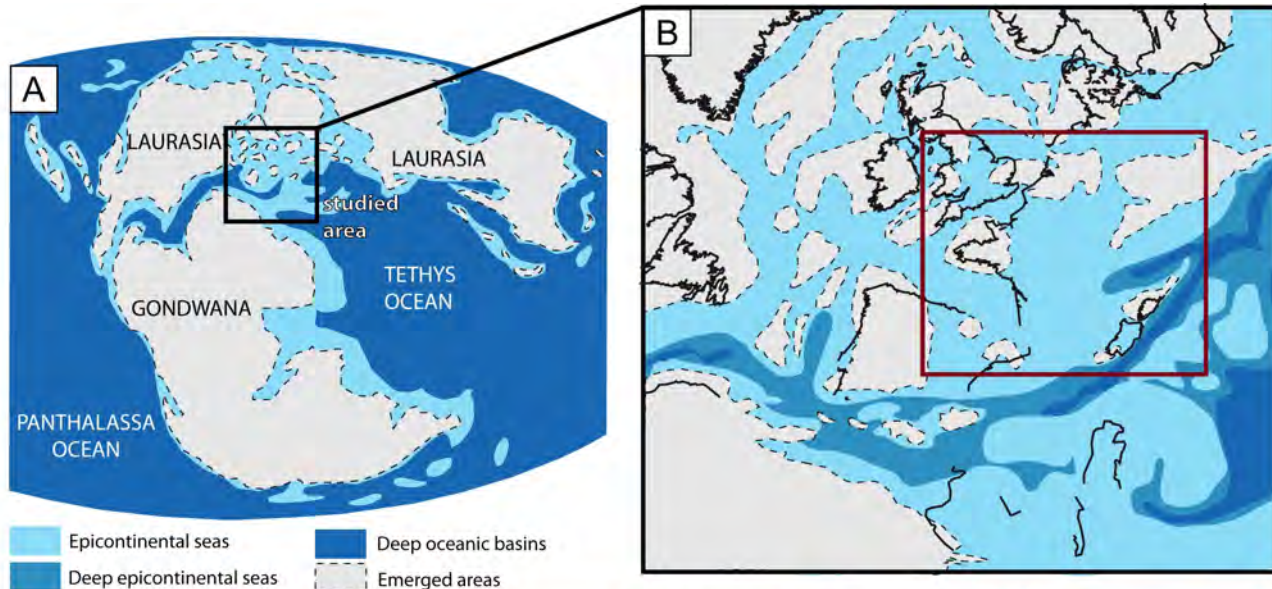 A
B
LAURASIA
LAURASIA
studied
area
GONDWANA
TETHYS
OCEAN
PANTHALASSA
OCEAN
Epicontinental seas
Deep oceanic basins
Deep epicontinental seas
Emerged areas